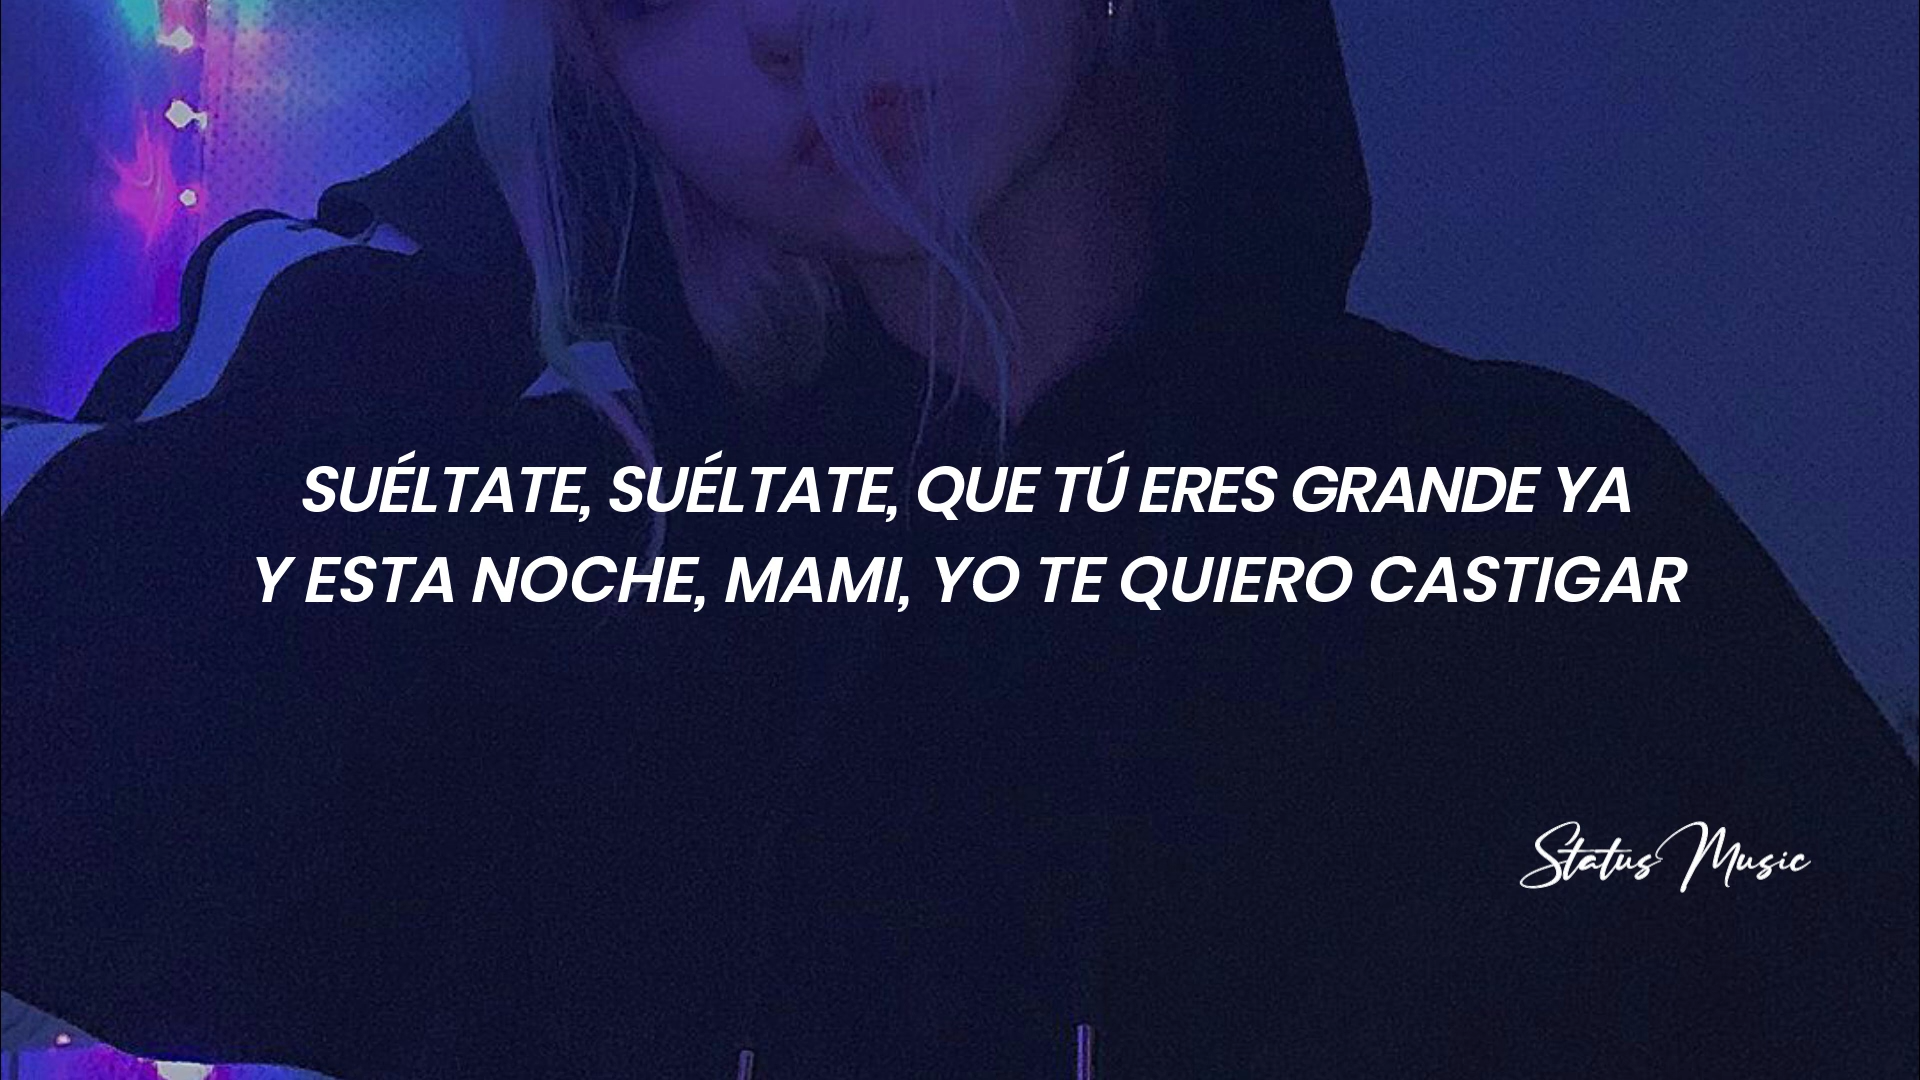 SUÉLTATE, SUÉLTATE, QUE TÚ ERES GRANDE YA
Y ESTA NOCHE, MAMI, YO TE QUIERO CASTIGAR
Status Music